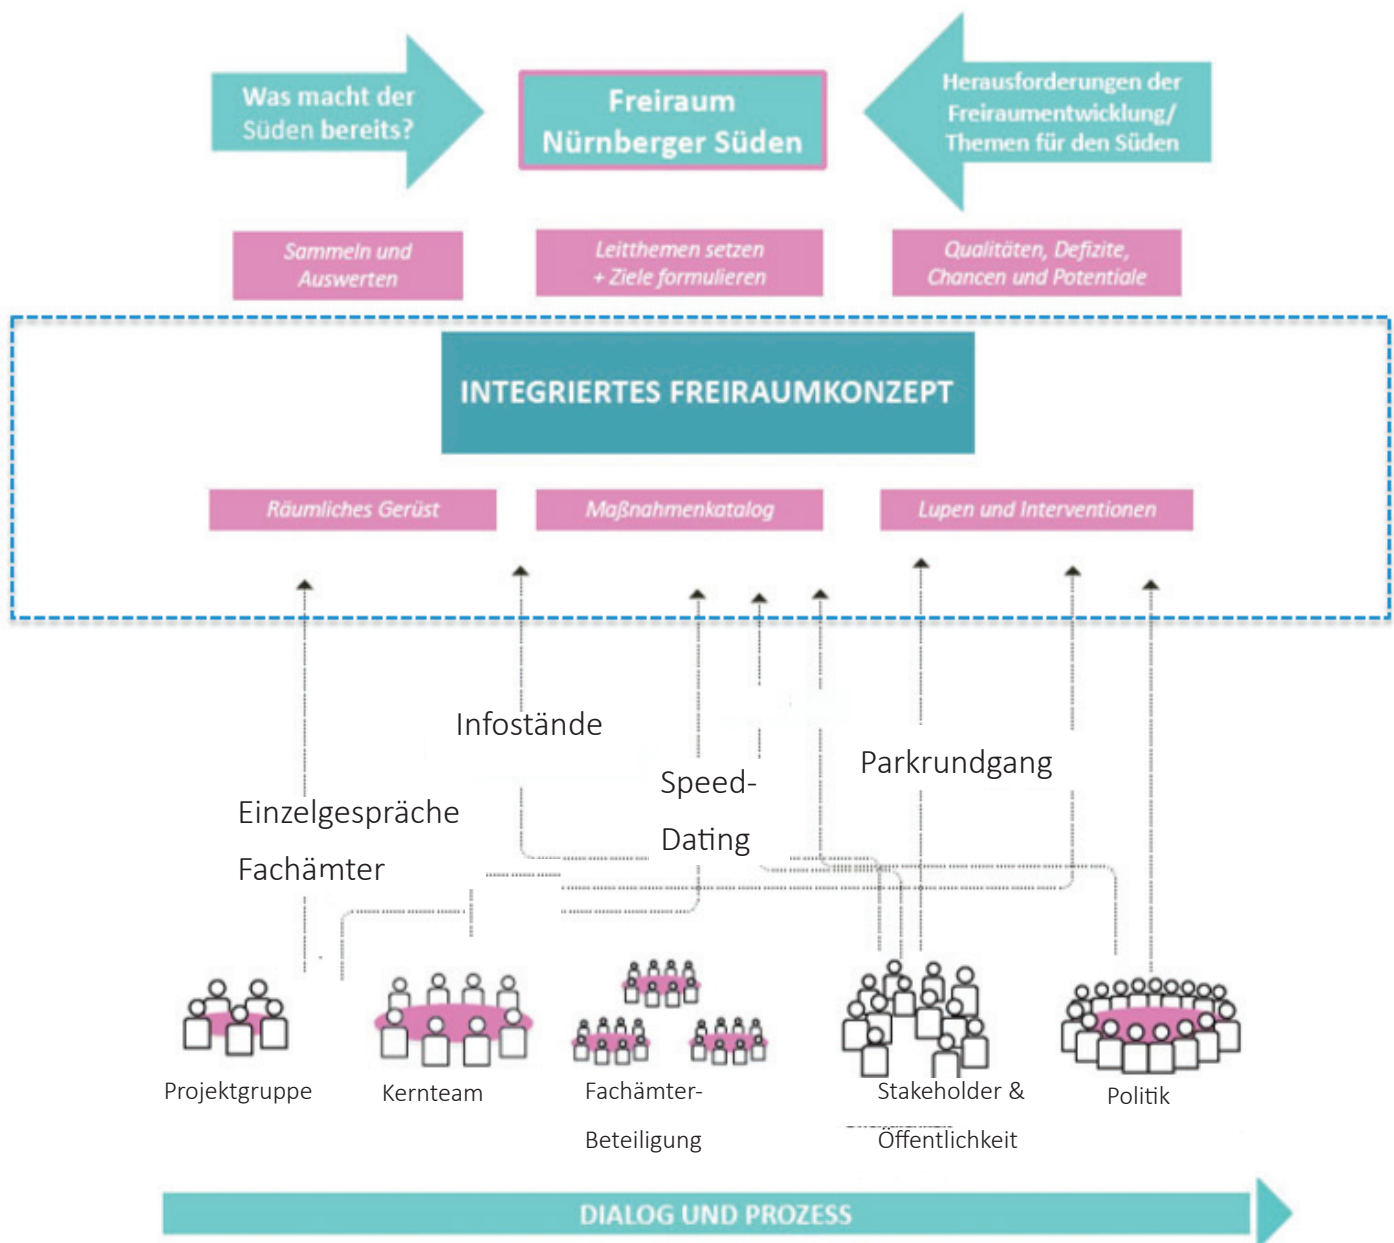 Was macht der
Süden bereits?
Freiraum
Nürnberger Süden
Herausforderungen der
Freiraumentwicklung/
Themen für den Süden
Sammeln und
Auswerten
Leitthemen setzen
+ Ziele formulieren
Qualitäten, Defizite,
Chancen und Potentiale
INTEGRIERTES FREIRAUMKONZEPT
Räumliches Gerüst
Maßnahmenkatalog
Lupen und Interventionen
Infostände
Einzelgespräche
Fachämter
Speed-
Dating
Parkrundgang
Projektgruppe
Kernteam
Fachämter-
Beteiligung
Stakeholder &
Öffentlichkeit
Politik
DIALOG UND PROZESS